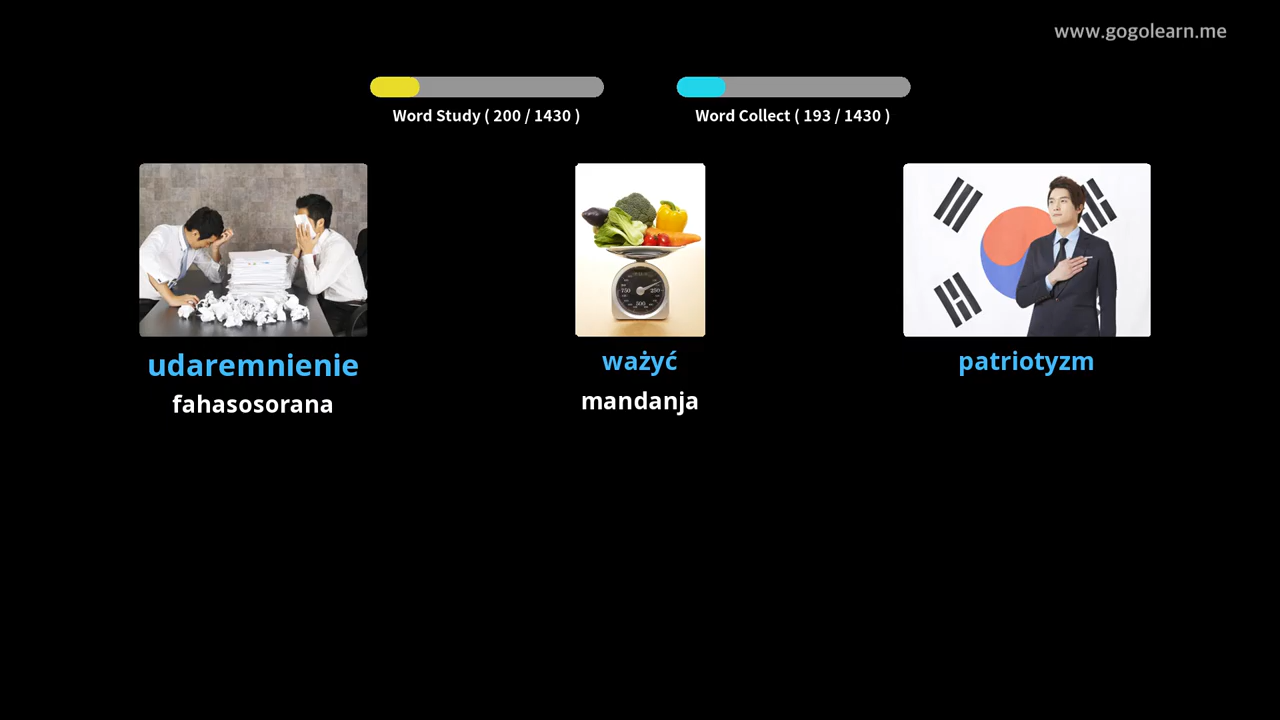 www.gogolearn.me
Word Study ( 200 / 1430 )
Word Collect ( 193 / 1430 )
udaremnienie
fahasosorana
ważyć
mandanja
patriotyzm